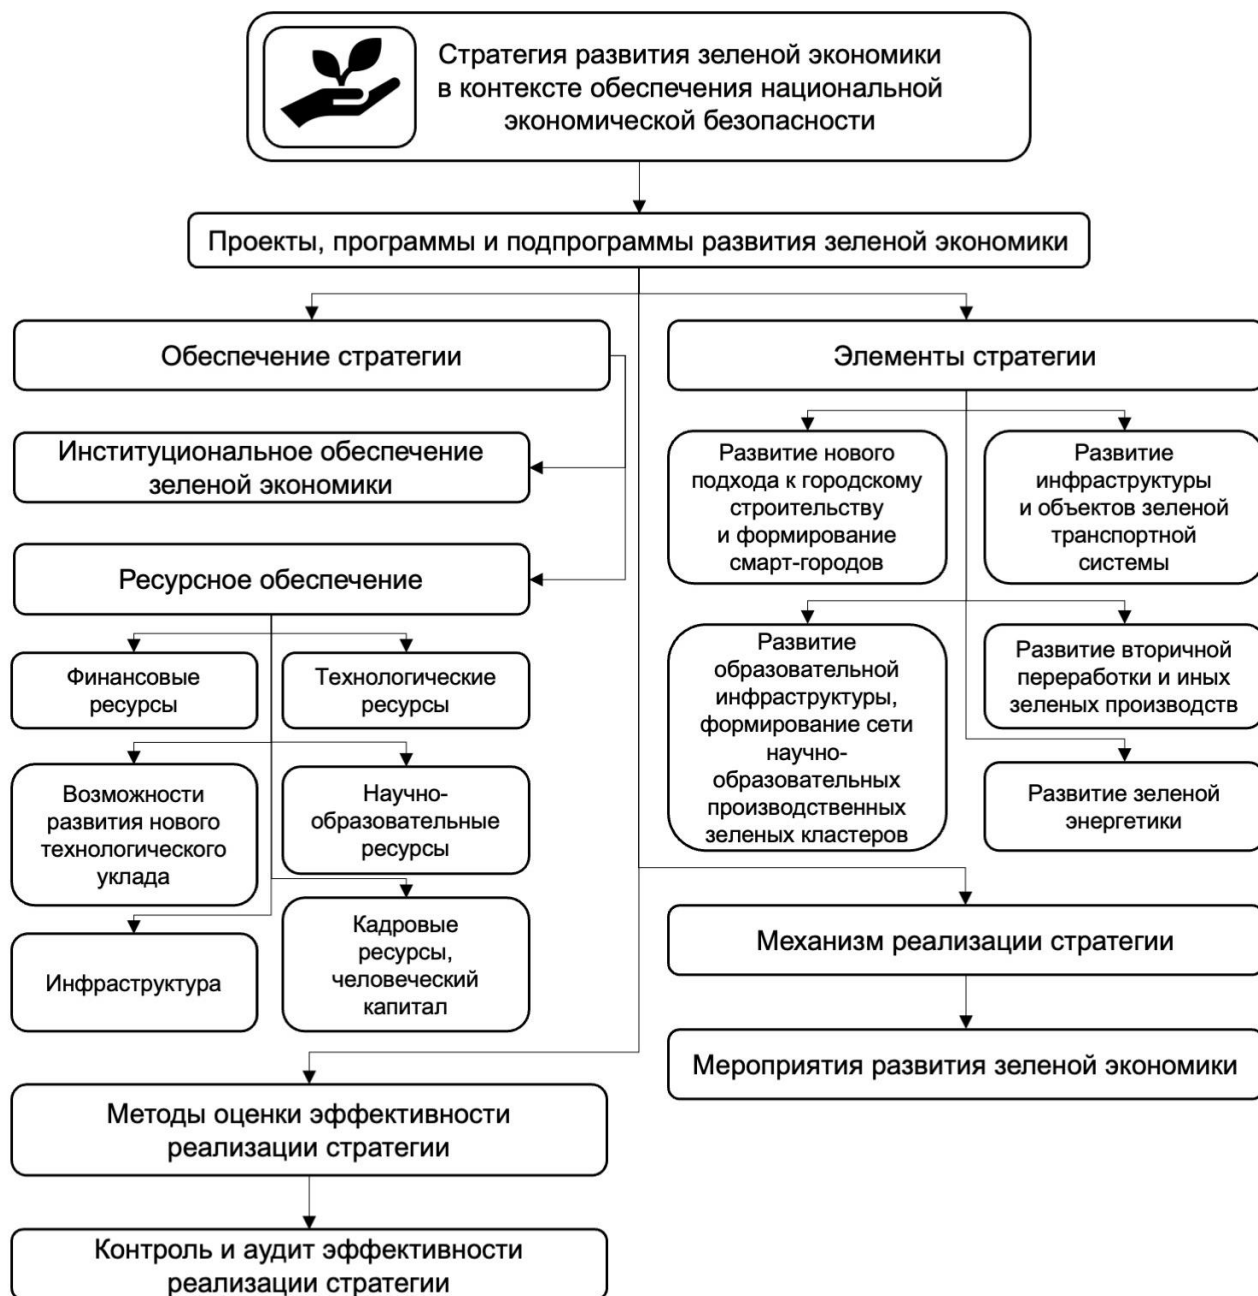 Стратегия развития зеленой экономики
в контексте обеспечения национальной
экономической безопасности
Проекты, программы и подпрограммы развития зеленой экономики
Обеспечение стратегии
Институциональное обеспечение
зеленой экономики
Ресурсное обеспечение
Финансовые
ресурсы
Технологические
ресурсы
Возможности
развития нового
технологического
уклада
Научно-
образовательные
ресурсы
Инфраструктура
Кадровые
ресурсы,
человеческий
капитал
Элементы стратегии
Развитие нового
подхода к городскому
строительству
и формирование
смарт-городов
Развитие
инфраструктуры
и объектов зеленой
транспортной
системы
Развитие
образовательной
инфраструктуры,
формирование сети
научно-
образовательных
производственных
зеленых кластеров
Развитие вторичной
переработки и иных
зеленых производств
Развитие зеленой
энергетики
Механизм реализации стратегии
Мероприятия развития зеленой экономики
Методы оценки эффективности
реализации стратегии
Контроль и аудит эффективности
реализации стратегии